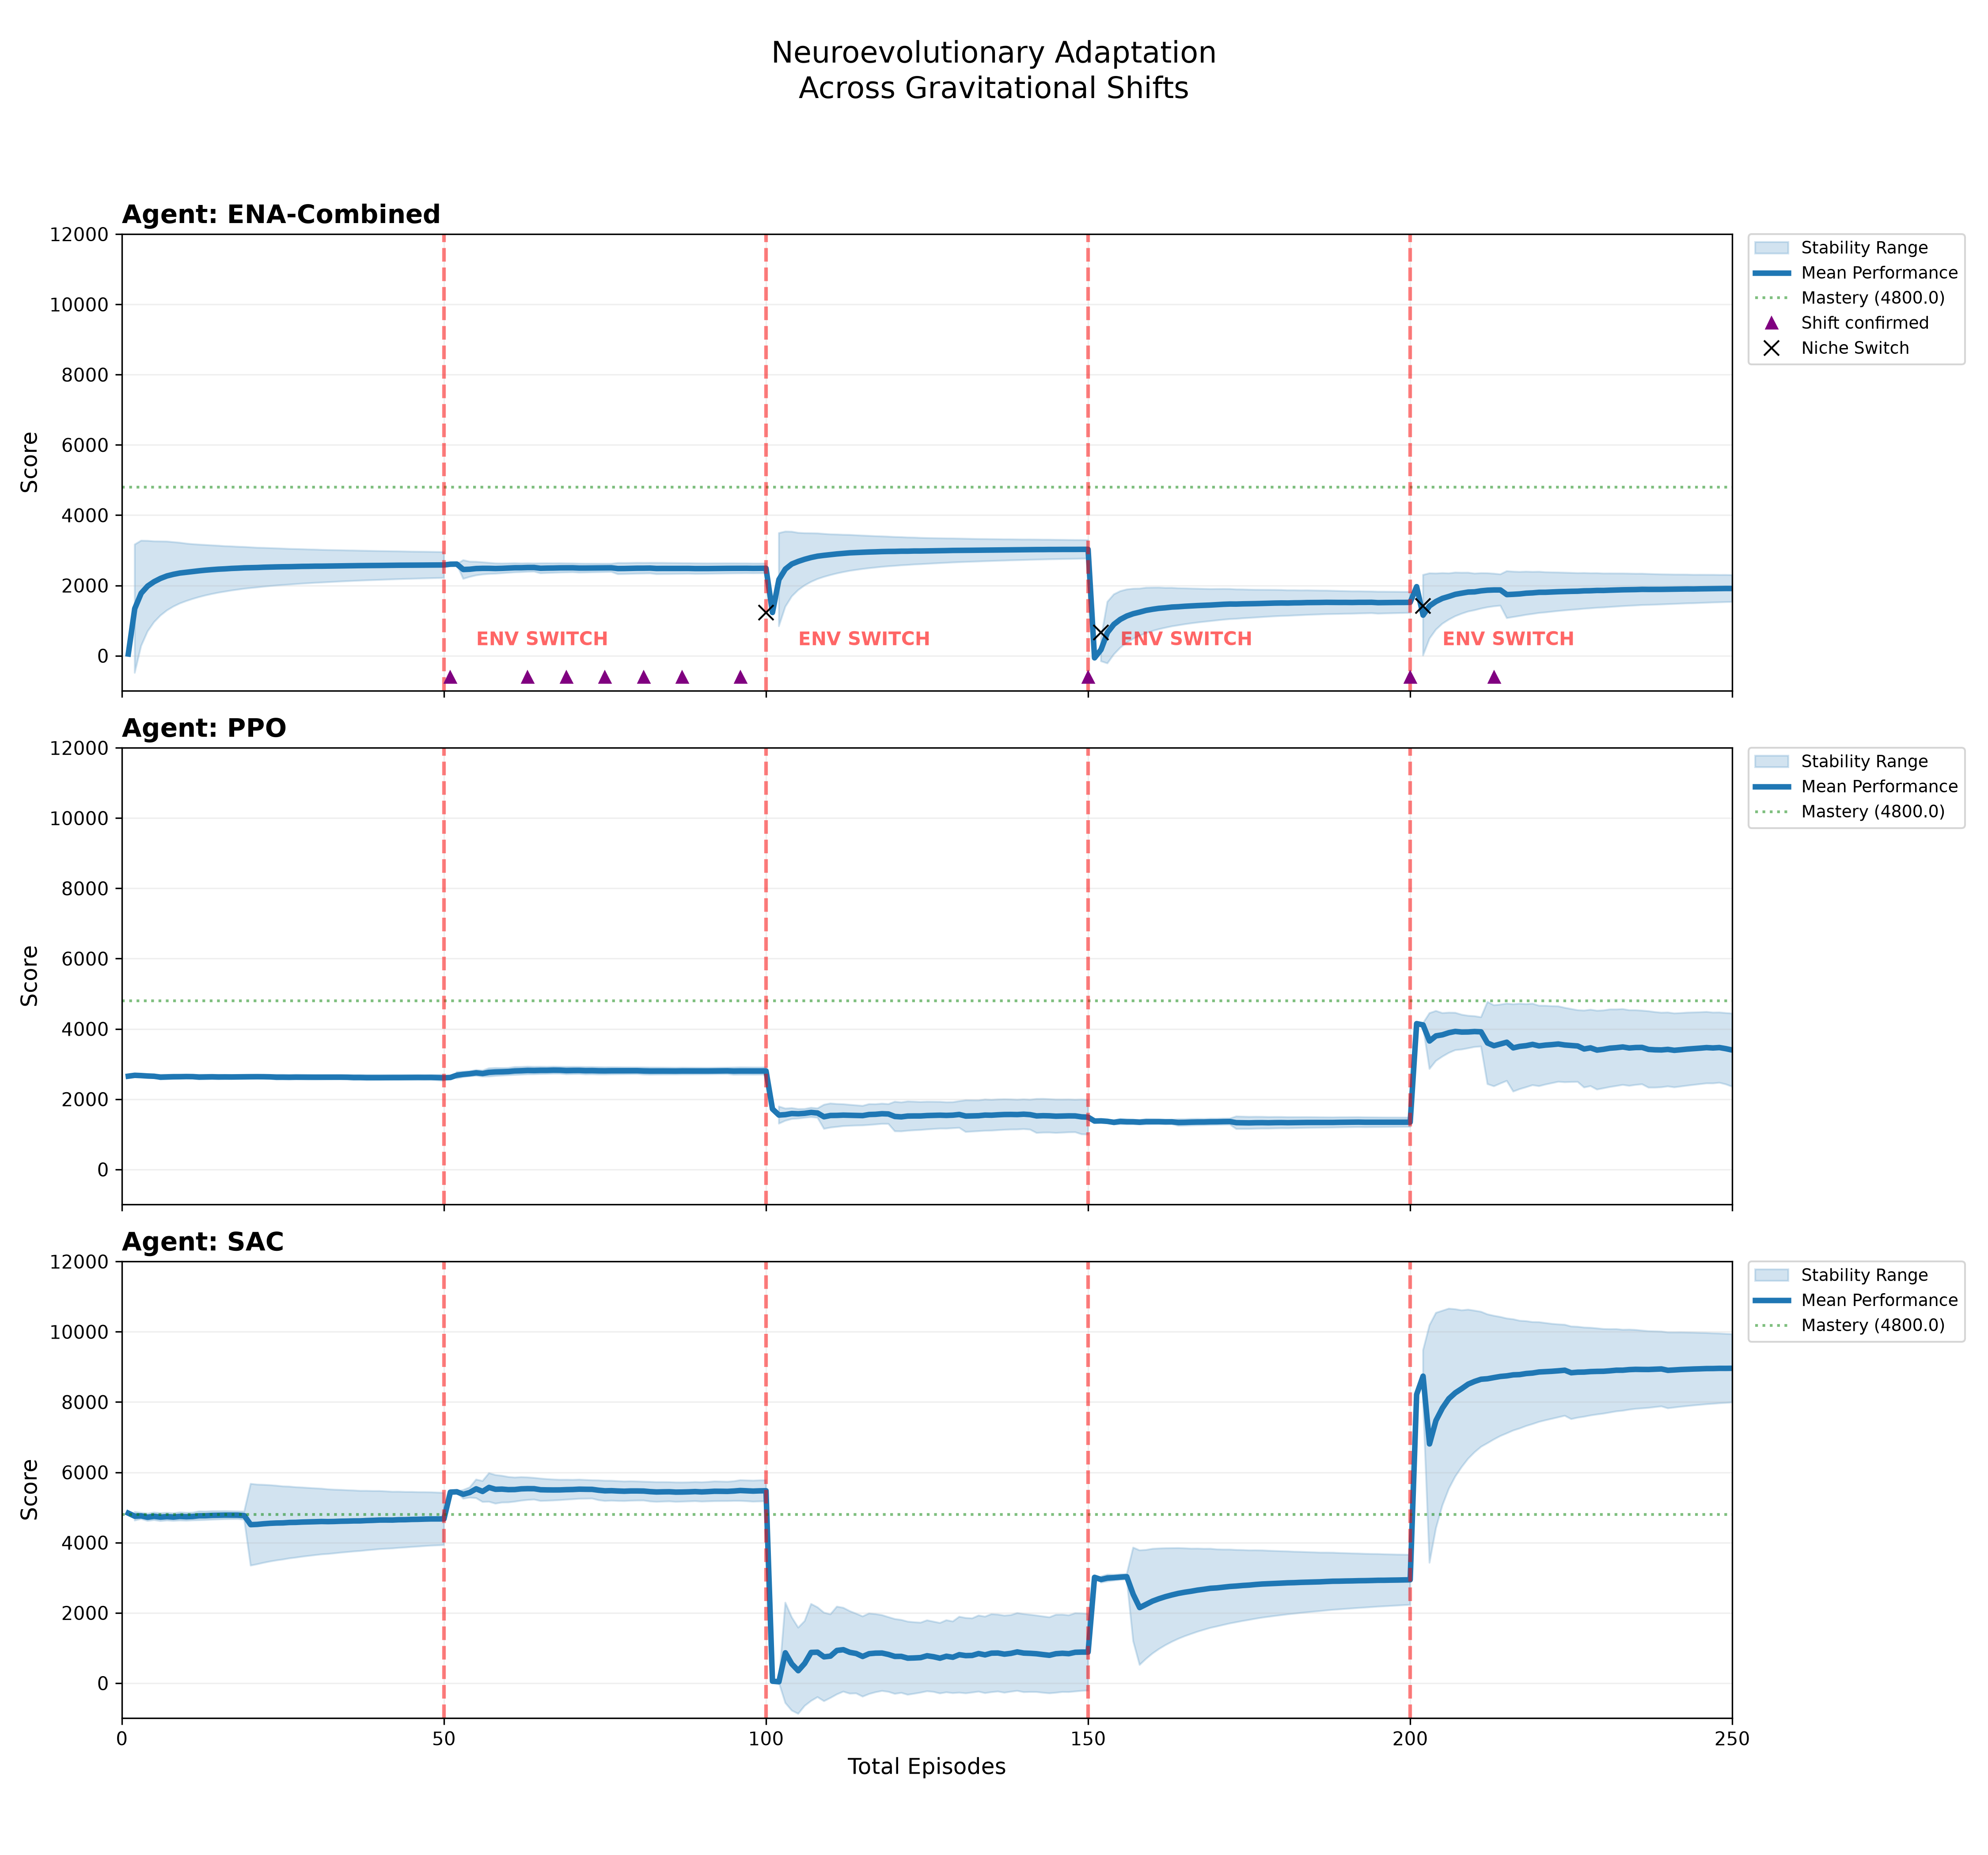 Neuroevolutionary Adaptation
Across Gravitational Shifts
Agent: ENA-Combined
12000
10000
8000
6000
4000
2000
0
Score
ENV SWITCH
ENV SWITCH
ENV SWITCH
ENV SWITCH
Stability Range
Mean Performance
Mastery (4800.0)
Shift confirmed
Niche Switch
Agent: PPO
12000
10000
8000
6000
4000
2000
0
Score
Stability Range
Mean Performance
Mastery (4800.0)
Agent: SAC
12000
10000
8000
6000
4000
2000
0
Score
Stability Range
Mean Performance
Mastery (4800.0)
0 50 100 150 200 250
Total Episodes